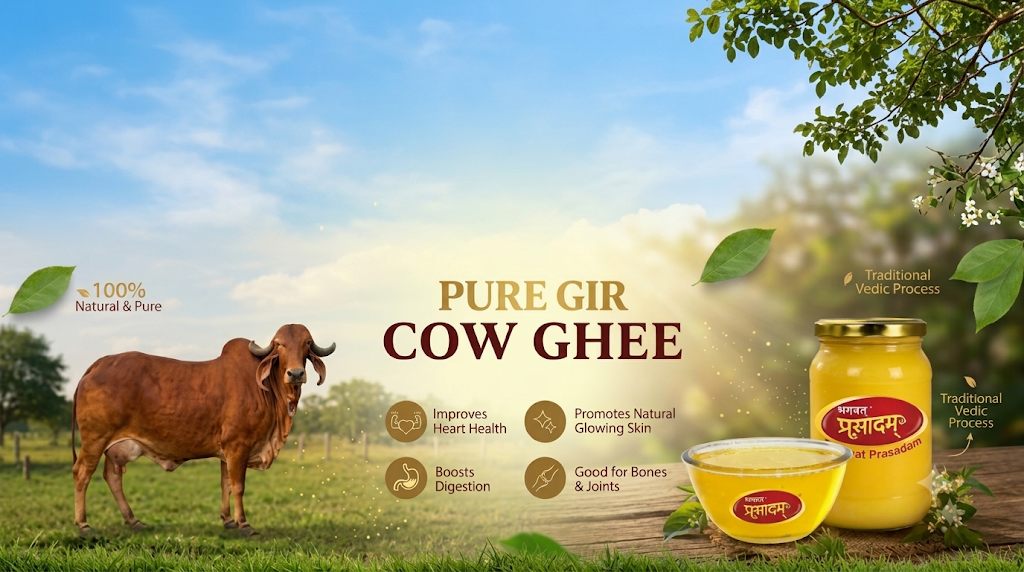 100%
Natural & Pure
PURE GIR
COW GHEE
Improves
Heart Health
Promotes Natural
Glowing Skin
Boosts
Digestion
Good for Bones
& Joints
Traditional
Vedic Process
Traditional
Vedic
Process
भगवत्
प्रसादम्
at Prasadam
प्रसादम्